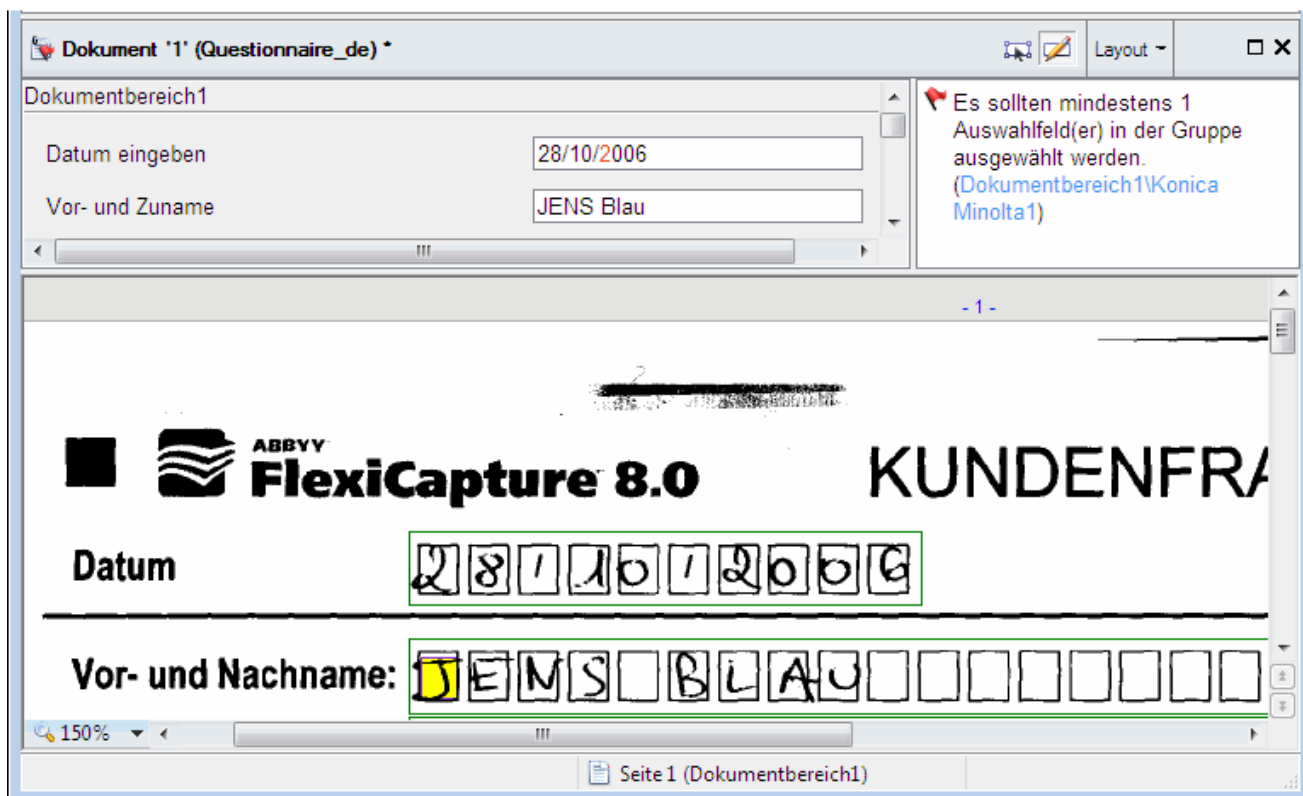 Dokument '1' (Questionnaire_de) *
Layout
Dokumentbereich1
Datum eingeben
28/10/2006
Vor- und Zuname
JENS Blau
Es sollten mindestens 1
Auswahlfeld(er) in der Gruppe
ausgewählt werden.
(Dokumentbereich1\Konica
Minolta1)
- 1 -
ABBYY
FlexiCapture 8.0
KUNDENFRA
Datum
28/10/2006
Vor- und Nachname:
JENS BLAU
150%
Seite 1 (Dokumentbereich1)